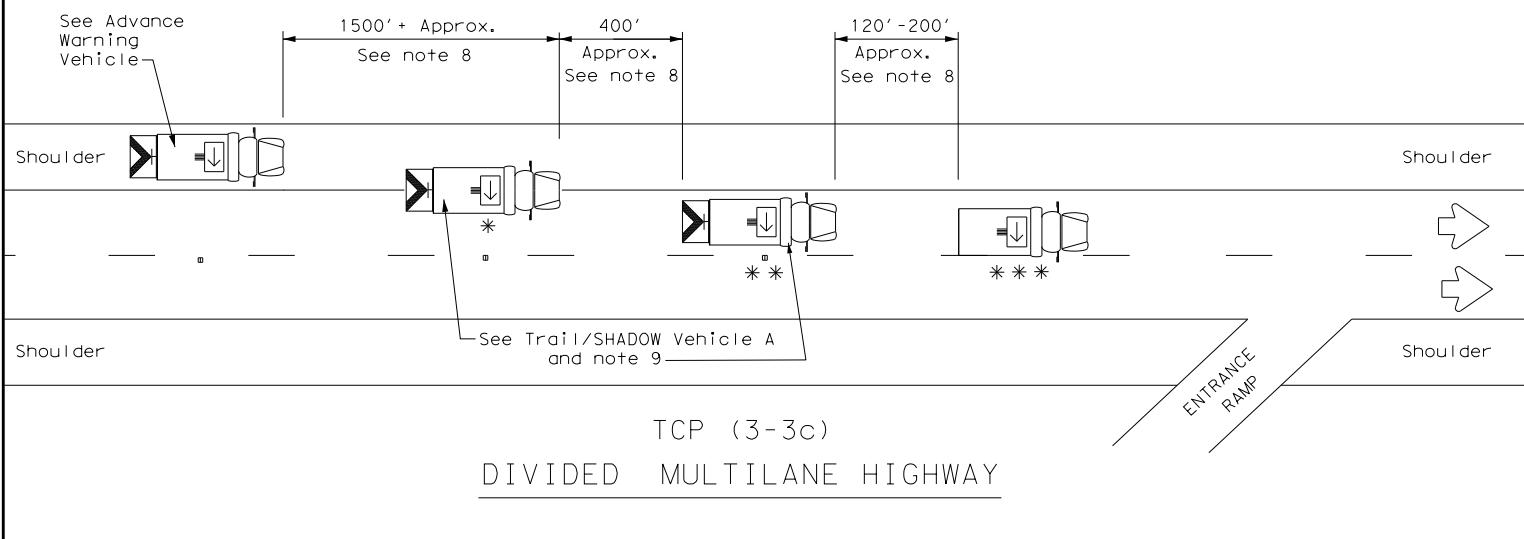 See Advance
Warning
Vehicle
1500'+ Approx.
See note 8
400'
Approx.
See note 8
120'-200'
Approx.
See note 8
Shoulder
Shoulder
*
**
***
See Trail/SHADOW Vehicle A
and note 9
Shoulder
Shoulder
ENTRANCE
RAMP
TCP (3-3c)
DIVIDED MULTILANE HIGHWAY